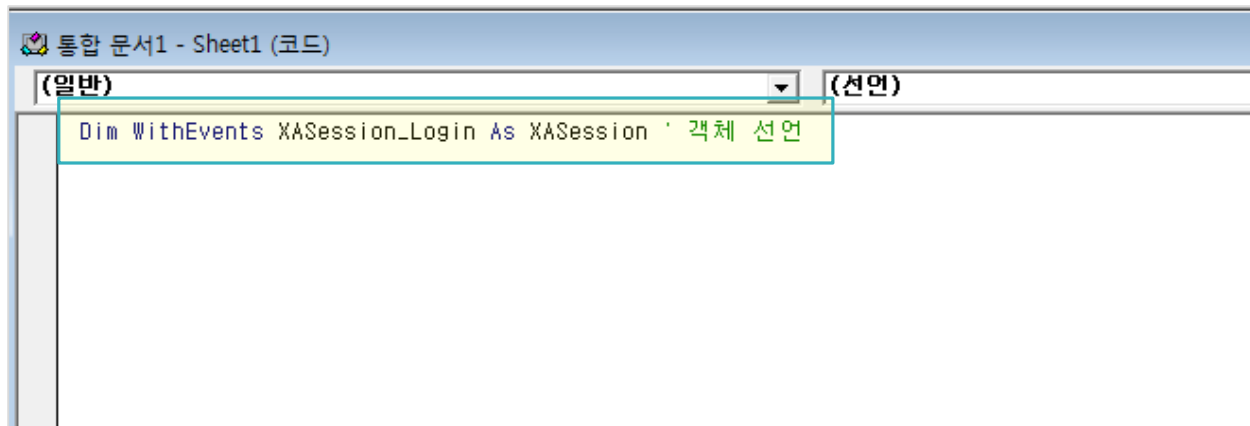 통합 문서1 - Sheet1 (코드)
(일반) (선언)
Dim WithEvents XASession_Login As XASession ' 객체 선언